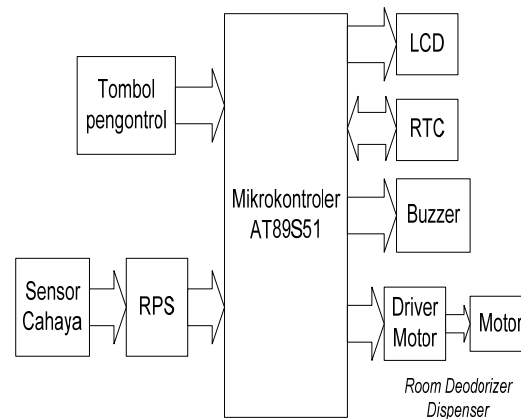 Tombol
pengontrol
Sensor
Cahaya
RPS
Mikrokontroler
AT89S51
LCD
RTC
Buzzer
Driver
Motor
Motor
Room Deodorizer
Dispenser